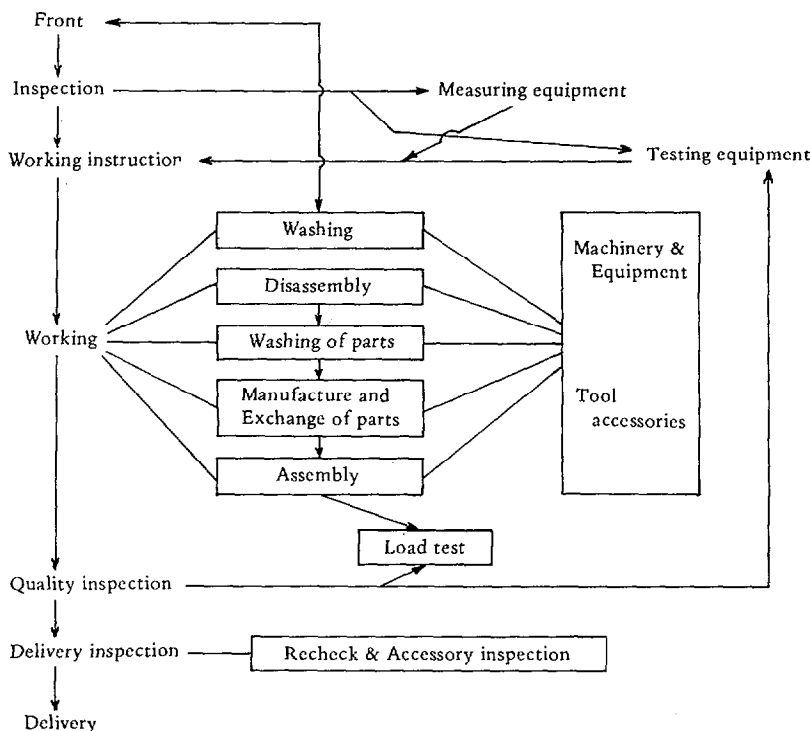 Front
Inspection
Measuring equipment
Working instruction
Testing equipment
Washing
Machinery &
Equipment
Disassembly
Working
Washing of parts
Manufacture and
Exchange of parts
Tool
accessories
Assembly
Load test
Quality inspection
Delivery inspection
Recheck & Accessory inspection
Delivery